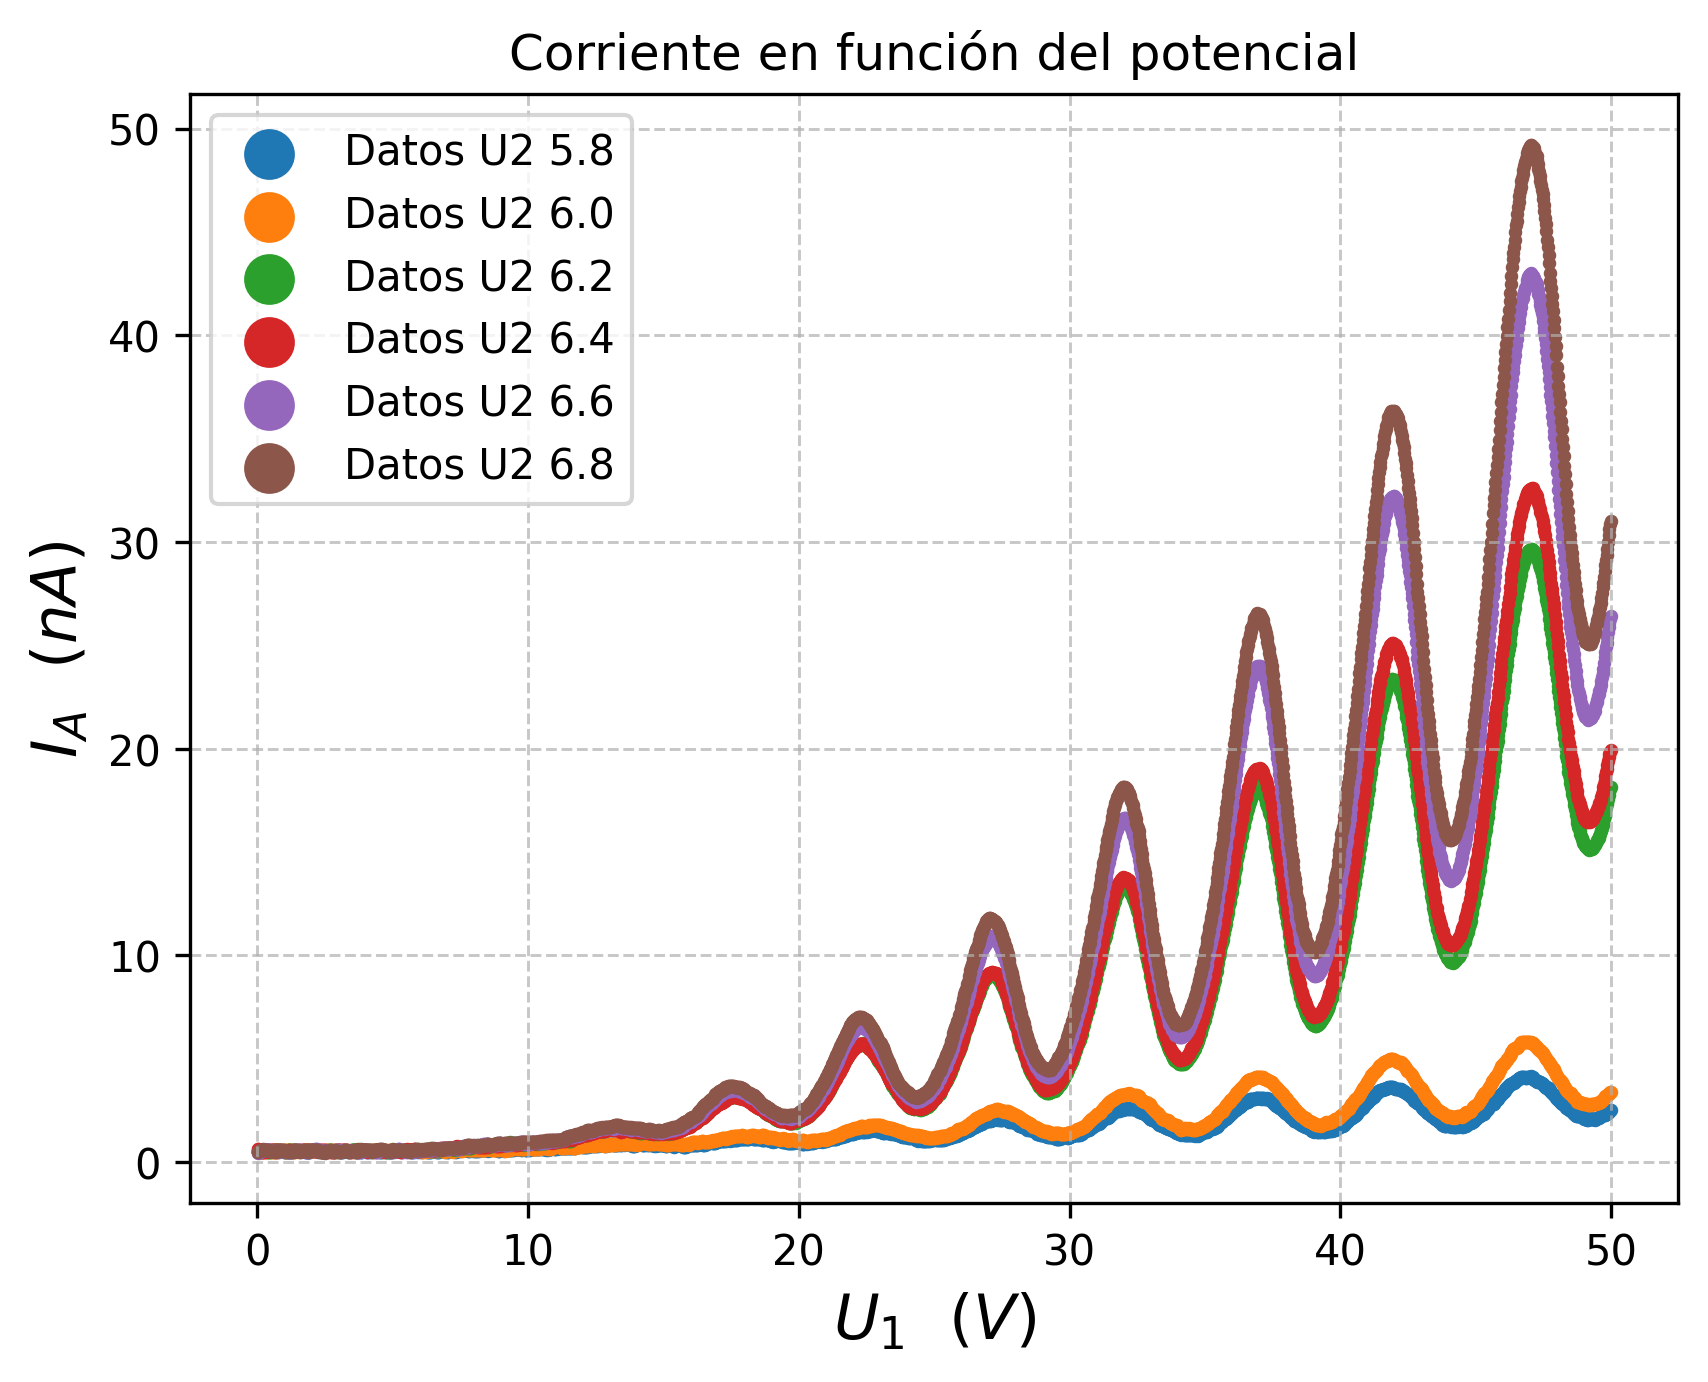 Corriente en función del potencial
Datos U2 5.8
Datos U2 6.0
Datos U2 6.2
Datos U2 6.4
Datos U2 6.6
Datos U2 6.8
50
40
30
20
10
0
I_A (nA)
0 10 20 30 40 50
U_1 (V)